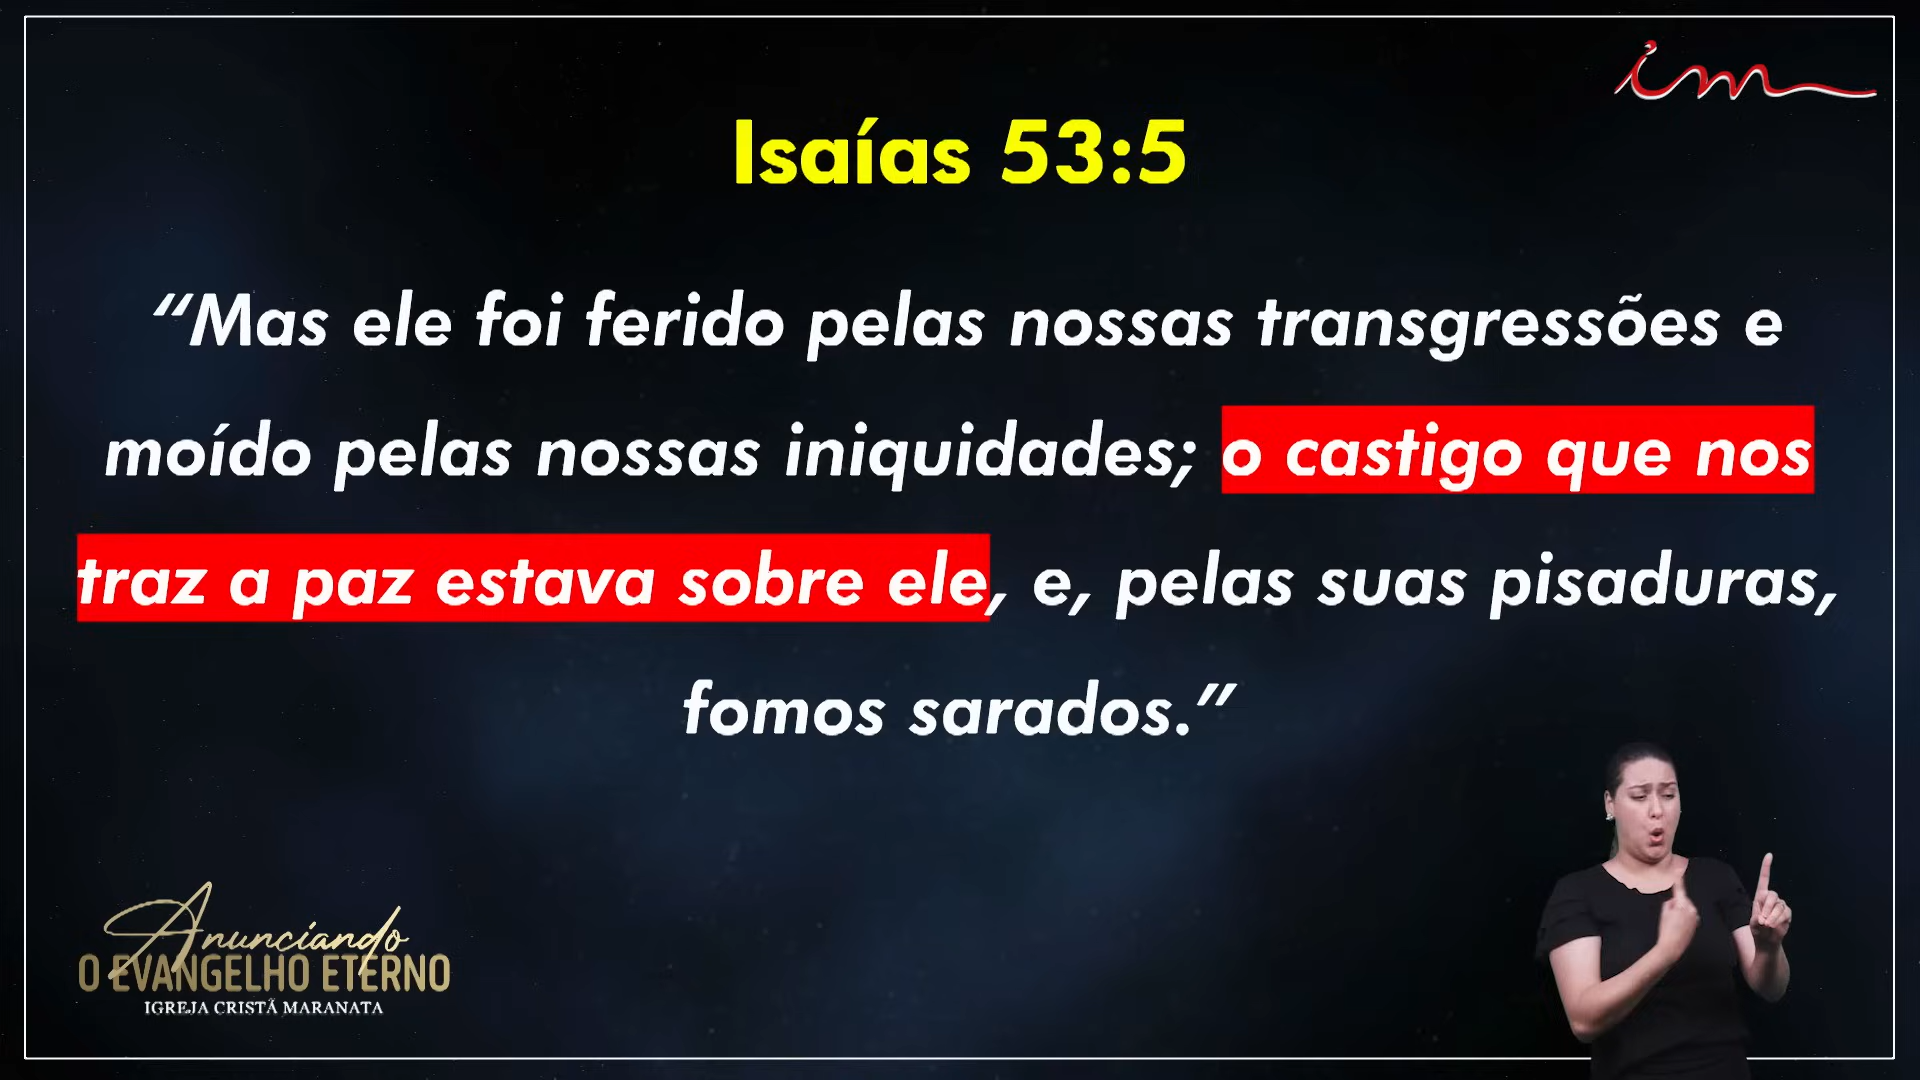 im
Isaías 53:5
“Mas ele foi ferido pelas nossas transgressões e
moído pelas nossas iniquidades; o castigo que nos
traz a paz estava sobre ele, e, pelas suas pisaduras,
fomos sarados.”
Anunciando
O EVANGELHO ETERNO
IGREJA CRISTÃ MARANATA